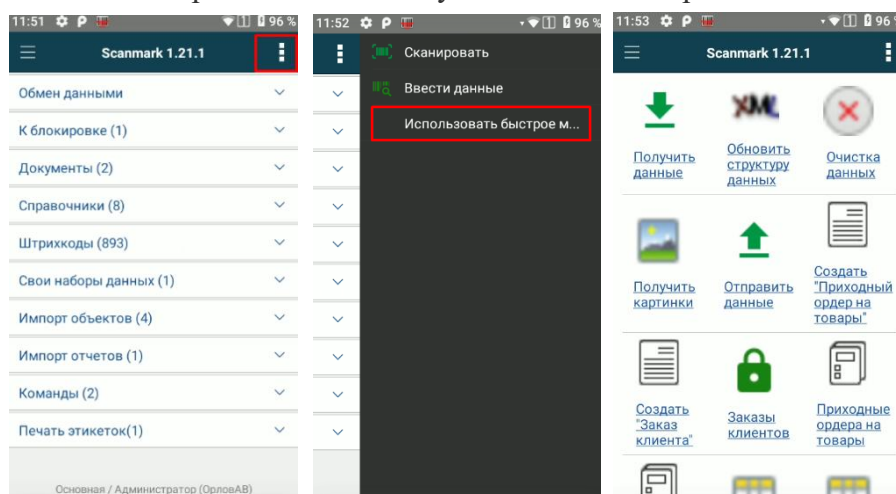 11:51 P 96 %
Scanmark 1.21.1
Обмен данными
К блокировке (1)
Документы (2)
Справочники (8)
Штрихкоды (893)
Свои наборы данных (1)
Импорт объектов (4)
Импорт отчетов (1)
Команды (2)
Печать этикеток(1)
Основная / Администратор (ОрловАВ)
11:52 P 96 %
Сканировать
Ввести данные
Использовать быстрое м...
11:53 P 96
Scanmark 1.21.1
XML
Получить
данные
Обновить
структуру
данных
Очистка
данных
Получить
картинки
Отправить
данные
Создать
"Приходный
ордер на
товары"
Создать
"Заказ
клиента"
Заказы
клиентов
Приходные
ордера на
товары